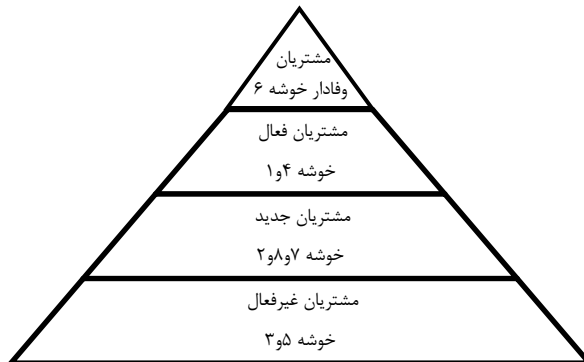 مشتریان
وفادار خوشه ۶
مشتریان فعال
خوشه ۴و۱
مشتریان جدید
خوشه ۷و۸و۲
مشتریان غیرفعال
خوشه ۵و۳